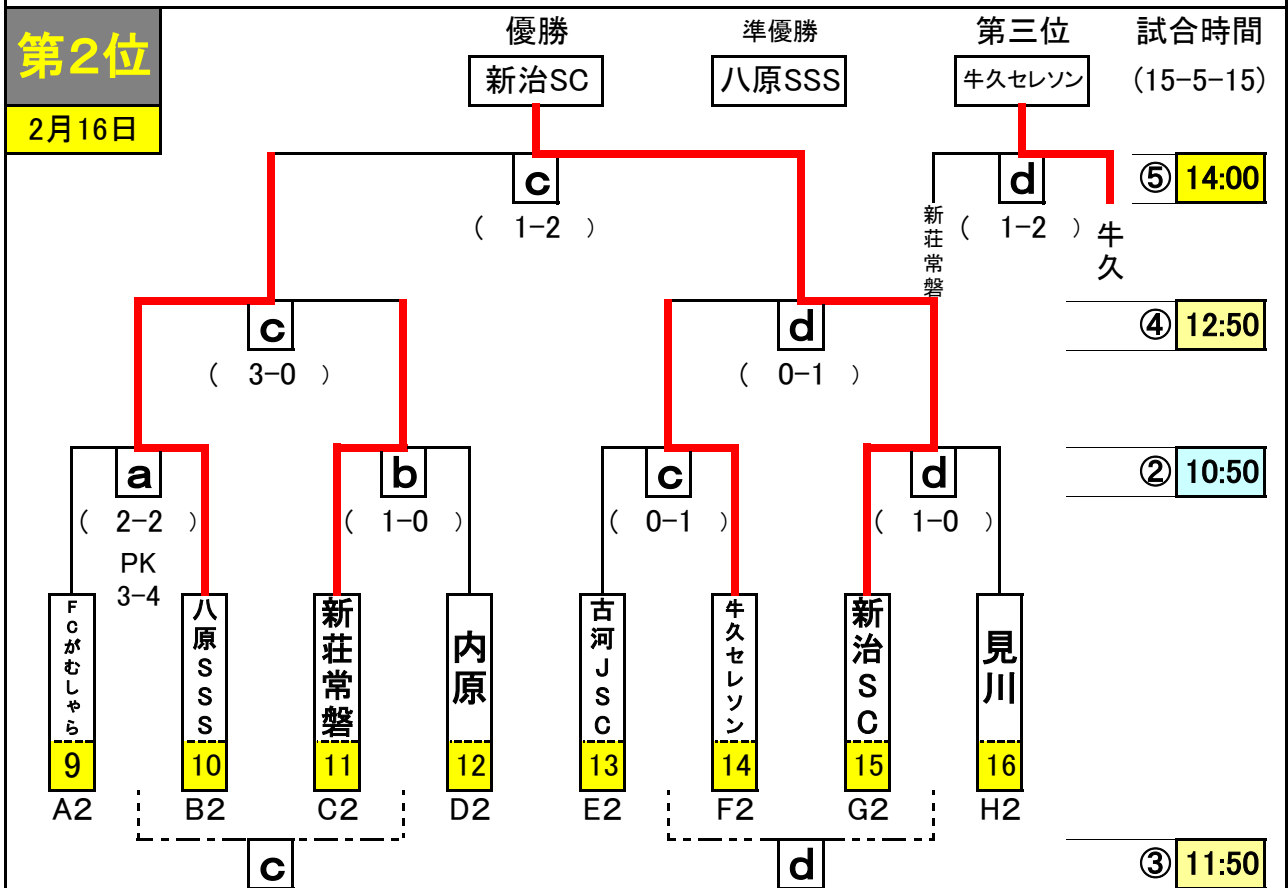 第2位
2月16日
優勝
新治SC
準優勝
八原SSS
第三位
牛久セレソン
試合時間
(15-5-15)
c
( 1-2 )
新荘常磐
d
( 1-2 )
牛久
⑤ 14:00
c
( 3-0 )
d
( 0-1 )
④ 12:50
a
( 2-2 )
PK
3-4
b
( 1-0 )
c
( 0-1 )
d
( 1-0 )
② 10:50
FCがむしゃら
八原SSS
新荘常磐
内原
古河JSC
牛久セレソン
新治SC
見川
9 10 11 12 13 14 15 16
A2 B2 C2 D2 E2 F2 G2 H2
c
d
③ 11:50